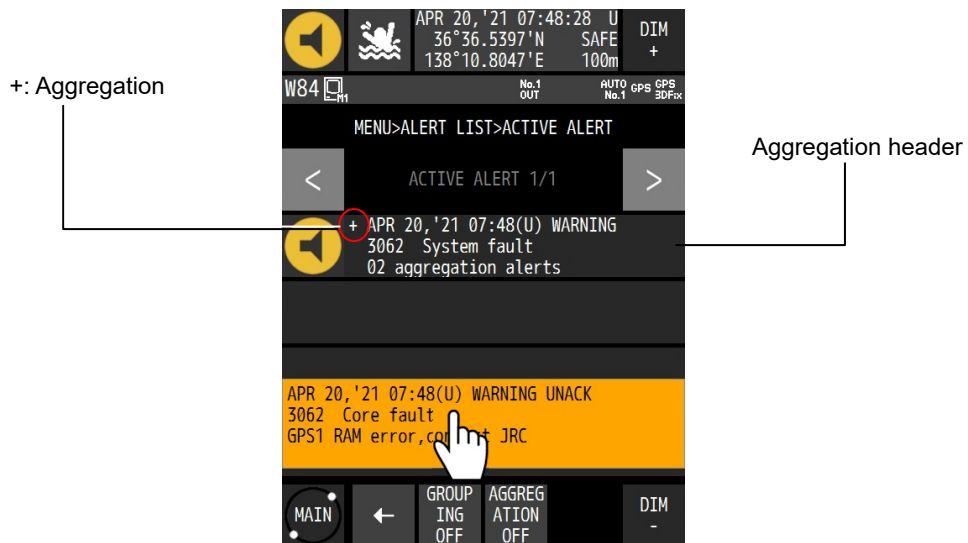 APR 20,'21 07:48:28 U
36°36.5397'N SAFE
138°10.8047'E 100m
DIM
+
+: Aggregation
W84 M1
No.1
OUT
AUTO
No.1
GPS
GPS
3DFix
MENU>ALERT LIST>ACTIVE ALERT
Aggregation header
< ACTIVE ALERT 1/1 >
+ APR 20,'21 07:48(U) WARNING
3062 System fault
02 aggregation alerts
APR 20,'21 07:48(U) WARNING UNACK
3062 Core fault
GPS1 RAM error, JRC
MAIN
←
GROUP
ING
OFF
AGGREG
ATION
OFF
DIM
-